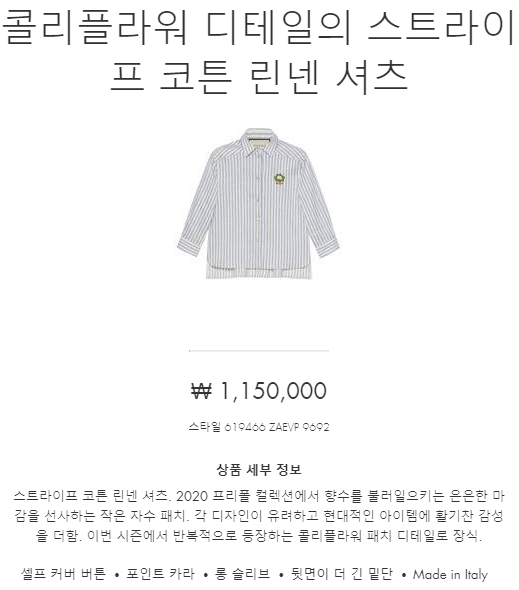 콜리플라워 디테일의 스트라이
프 코튼 린넨 셔츠
₩ 1,150,000
스타일 619466 ZAEVP 9692
상품 세부 정보
스트라이프 코튼 린넨 셔츠. 2020 프리폴 컬렉션에서 향수를 불러일으키는 은은한 마
감을 선사하는 작은 자수 패치. 각 디자인이 유려하고 현대적인 아이템에 활기찬 감성
을 더함. 이번 시즌에서 반복적으로 등장하는 콜리플라워 패치 디테일로 장식.
셀프 커버 버튼 • 포인트 카라 • 롱 슬리브 • 뒷면이 더 긴 밑단 • Made in Italy